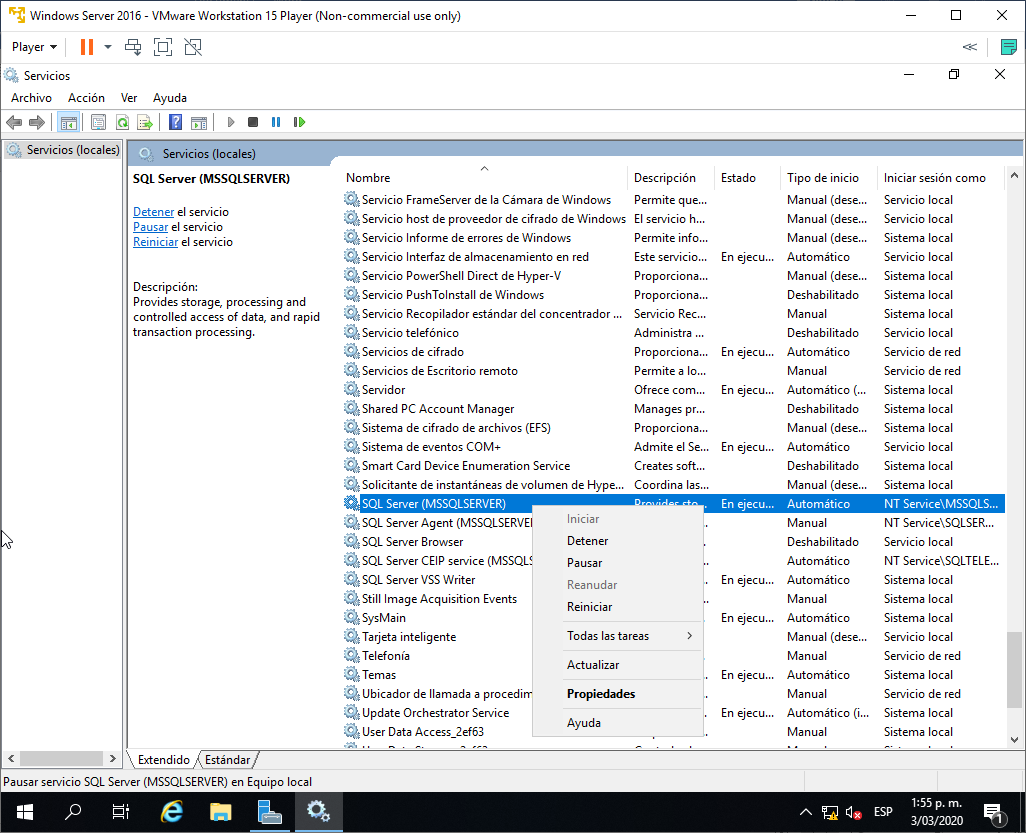 Windows Server 2016 - VMware Workstation 15 Player (Non-commercial use only)
Player
Servicios
Archivo Acción Ver Ayuda
Servicios (locales)
Servicios (locales)
SQL Server (MSSQLSERVER)
Detener el servicio
Pausar el servicio
Reiniciar el servicio
Descripción:
Provides storage, processing and
controlled access of data, and rapid
transaction processing.
Nombre Descripción Estado Tipo de inicio Iniciar sesión como
Servicio FrameServer de la Cámara de Windows Permite que... Manual (dese... Servicio local
Servicio host de proveedor de cifrado de Windows El servicio h... Manual (dese... Servicio local
Servicio Informe de errores de Windows Permite info... Manual (dese... Sistema local
Servicio Interfaz de almacenamiento en red Este servicio... En ejecu... Automático Servicio local
Servicio PowerShell Direct de Hyper-V Proporciona... Manual (dese... Sistema local
Servicio PushToInstall de Windows Proporciona... Deshabilitado Sistema local
Servicio Recopilador estándar del concentrador ... Servicio Rec... Manual Sistema local
Servicio telefónico Administra ... Deshabilitado Servicio local
Servicios de cifrado Proporciona... En ejecu... Automático Servicio de red
Servicios de Escritorio remoto Permite a lo... Manual Servicio de red
Servidor Ofrece com... En ejecu... Automático (... Sistema local
Shared PC Account Manager Manages pr... Deshabilitado Sistema local
Sistema de cifrado de archivos (EFS) Proporciona... Manual (dese... Sistema local
Sistema de eventos COM+ Admite el Se... En ejecu... Automático Servicio local
Smart Card Device Enumeration Service Creates soft... Deshabilitado Sistema local
Solicitante de instantáneas de volumen de Hype... Coordina las... Manual (dese... Sistema local
SQL Server (MSSQLSERVER) Provides sto... En ejecu... Automático NT Service\MSSQLS...
SQL Server Agent (MSSQLSERVE Manual NT Service\SQLSER...
SQL Server Browser Deshabilitado Servicio local
SQL Server CEIP service (MSSQLS Automático NT Service\SQLTELE...
SQL Server VSS Writer En ejecu... Automático Sistema local
Still Image Acquisition Events Manual Sistema local
SysMain En ejecu... Automático Sistema local
Tarjeta inteligente Manual (dese... Servicio local
Telefonía Manual Servicio de red
Temas En ejecu... Automático Sistema local
Ubicador de llamada a procedim Manual Servicio de red
Update Orchestrator Service En ejecu... Automático (i... Sistema local
User Data Access_2ef63 Manual Sistema local
Iniciar
Detener
Pausar
Reanudar
Reiniciar
Todas las tareas
Actualizar
Propiedades
Ayuda
Extendido Estándar
Pausar servicio SQL Server (MSSQLSERVER) en Equipo local
ESP
1:55 p. m.
3/03/2020
1